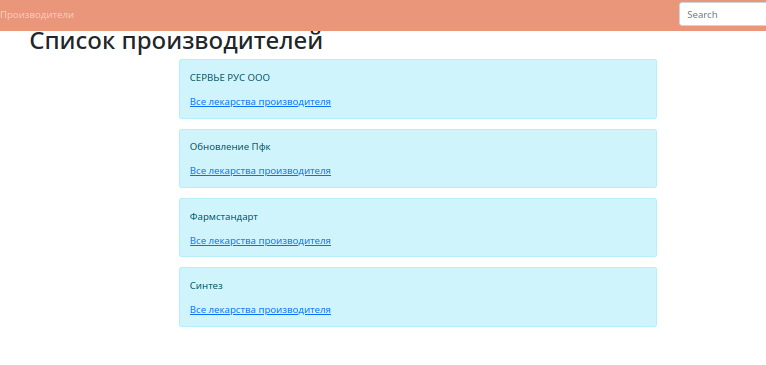 Производители
Search
Список производителей
СЕРВЬЕ РУС ООО
Все лекарства производителя
Обновление Пфк
Все лекарства производителя
Фармстандарт
Все лекарства производителя
Синтез
Все лекарства производителя